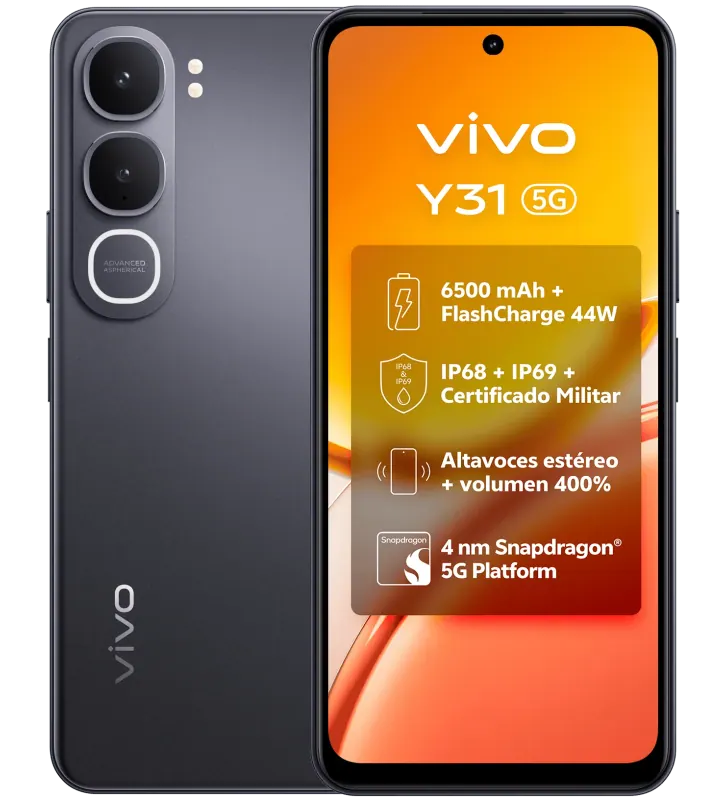 ADVANCED
ASPHERICAL
vivo
vivo
Y31 5G
6500 mAh +
FlashCharge 44W
IP68
&
IP69
IP68 + IP69 +
Certificado Militar
Altavoces estéreo
+ volumen 400%
Snapdragon
4 nm Snapdragon®
5G Platform